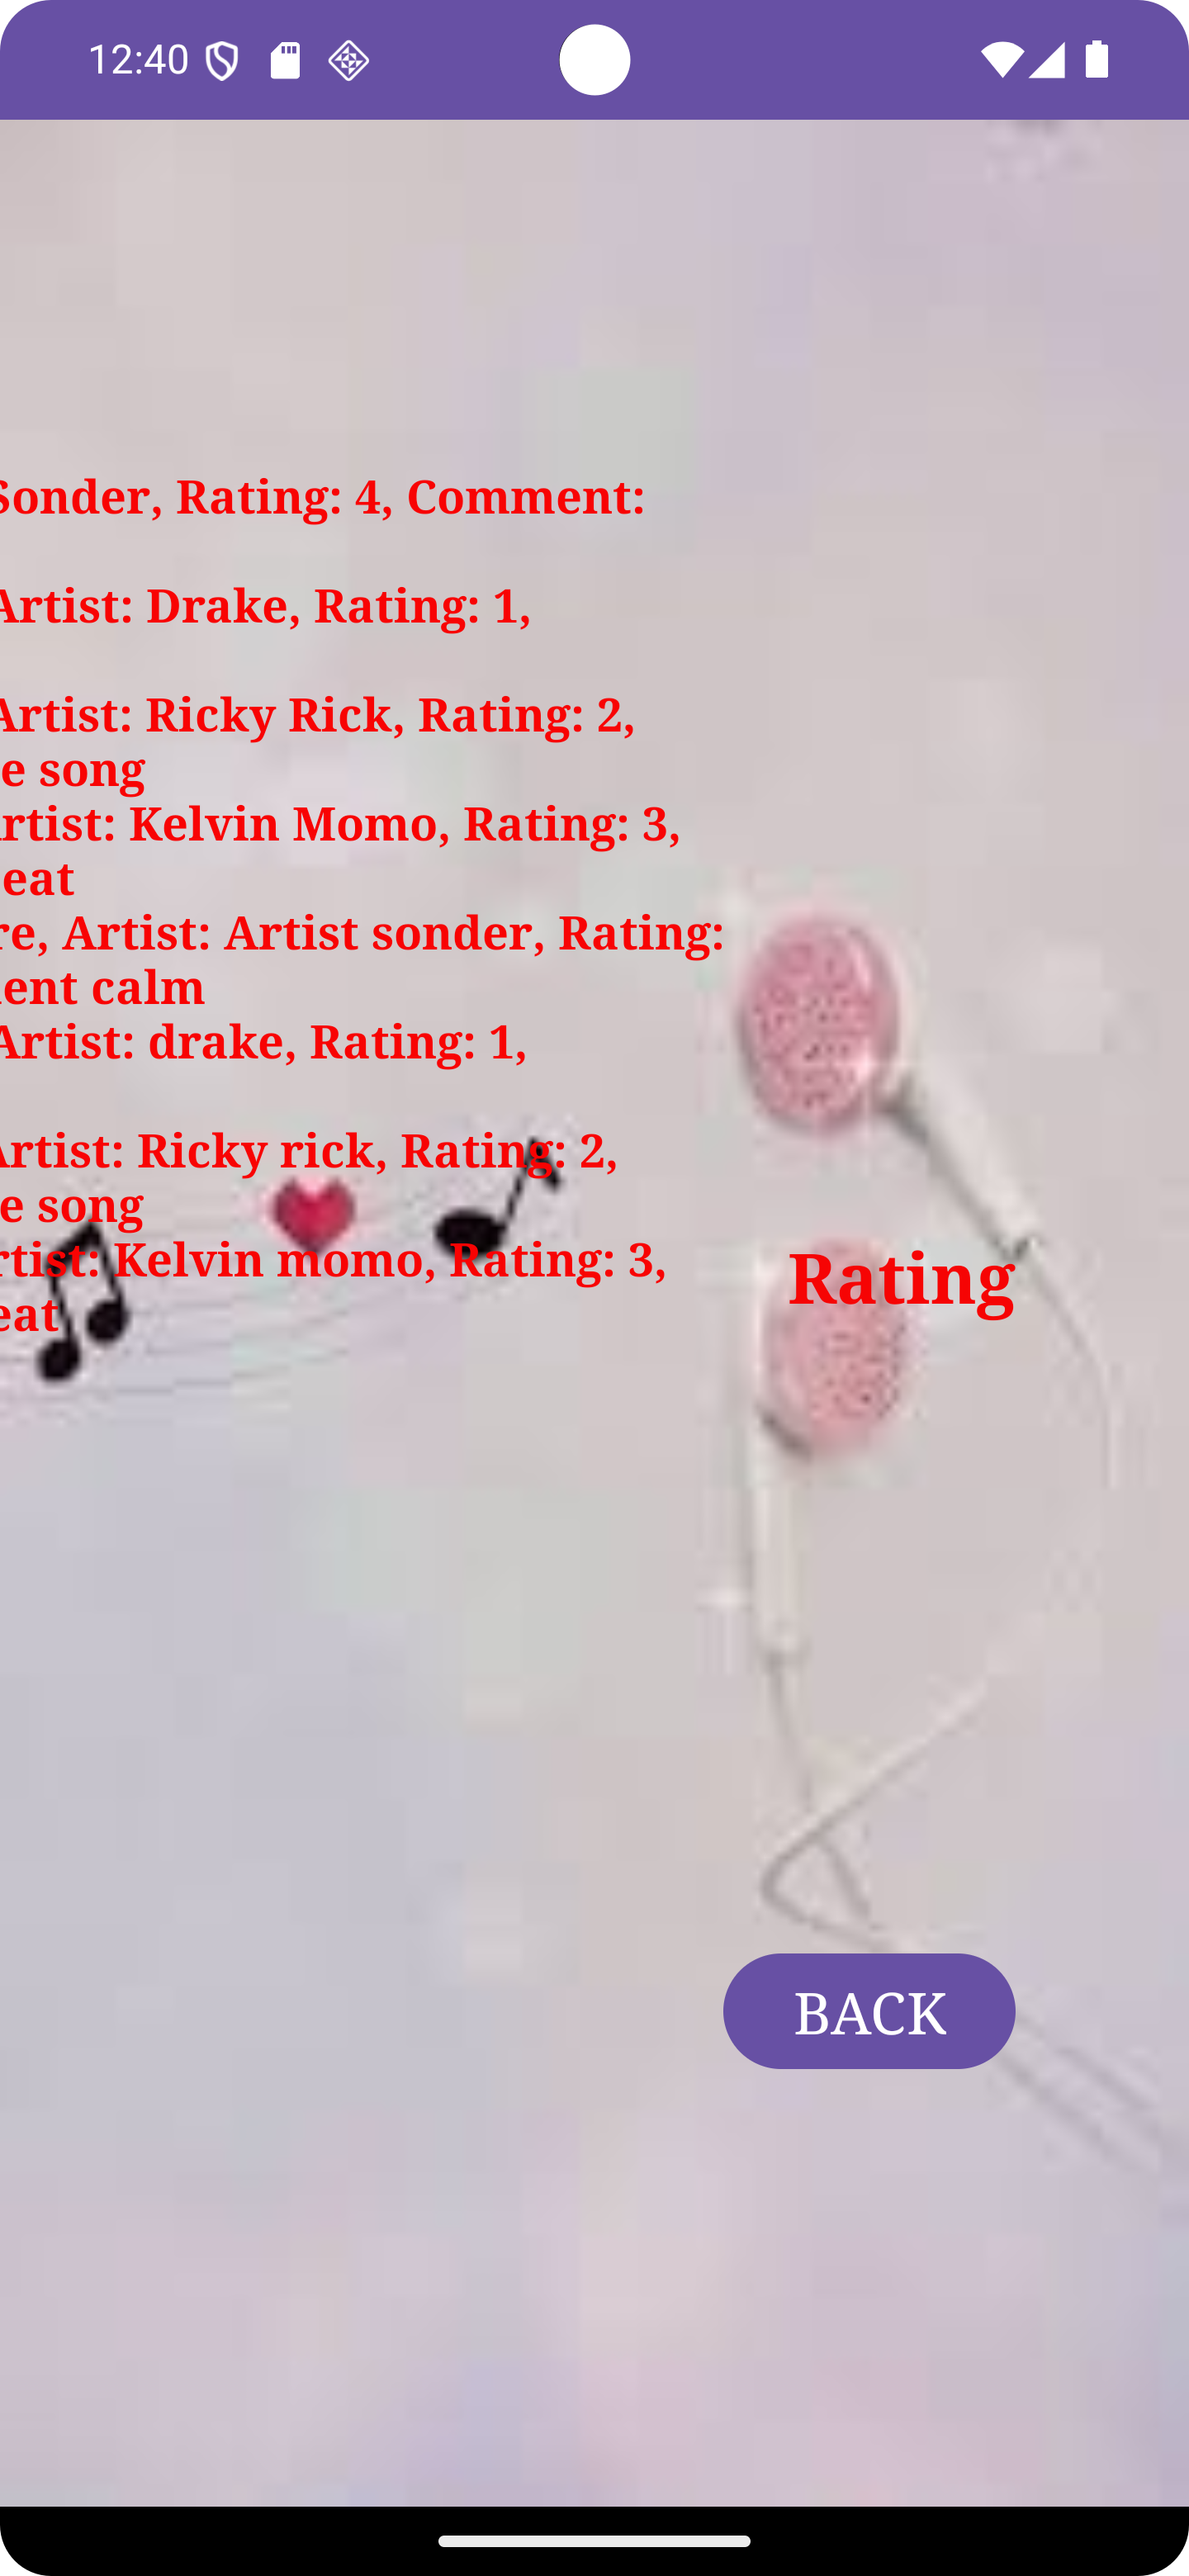 12:40
Sonder, Rating: 4, Comment:
Artist: Drake, Rating: 1,
Artist: Ricky Rick, Rating: 2,
e song
rtist: Kelvin Momo, Rating: 3,
eat
re, Artist: Artist sonder, Rating:
ent calm
Artist: drake, Rating: 1,
Artist: Ricky rick, Rating: 2,
e song
rtist: Kelvin momo, Rating: 3,
eat
Rating
BACK